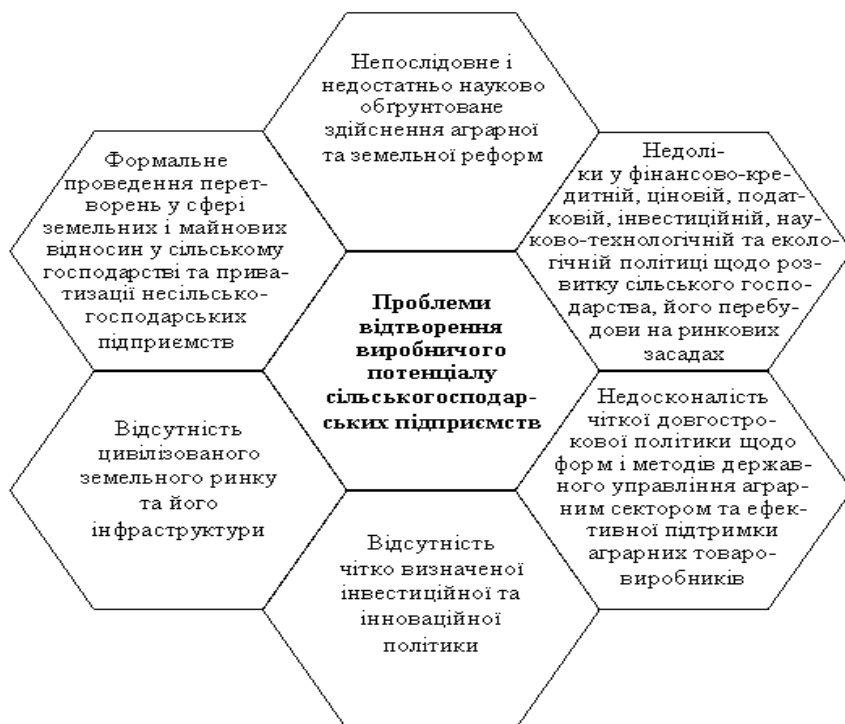 Непослідовне і
недостатньо науково
обґрунтоване
здійснення аграрної
та земельної реформ
Формальне
проведення перет-
ворень у сфері
земельних і майнових
відносин у сільському
господарстві та прива-
тизації несільсько-
господарських
підприємств
Недолі-
ки у фінансово-кре-
дитній, ціновій, подат-
ковій, інвестиційній, нау-
ково-технологічній та еколо-
гічній політиці щодо роз-
витку сільського госпо-
дарства, його перебу-
дови на ринкових
засадах
Проблеми
відтворення
виробничого
потенціалу
сільськогосподар-
ських підприємств
Відсутність
цивілізованого
земельного ринку
та його
інфраструктури
Недосконалість
чіткої довгостро-
кової політики щодо
форм і методів держав-
ного управління аграр-
ним сектором та ефек-
тивної підтримки
аграрних товаро-
виробників
Відсутність
чітко визначеної
інвестиційної та
інноваційної
політики